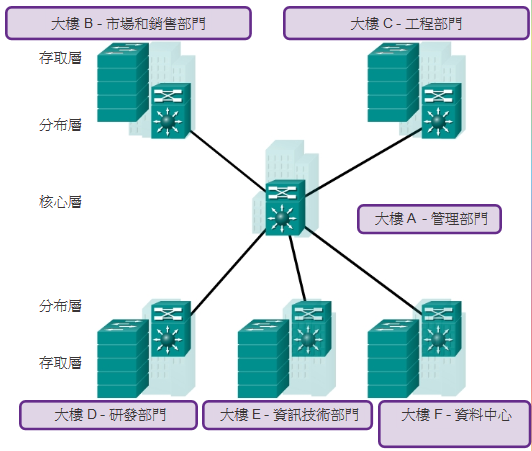 大樓 B - 市場和銷售部門
大樓 C - 工程部門
存取層
分布層
核心層
大樓 A - 管理部門
分布層
存取層
大樓 D - 研發部門
大樓 E - 資訊技術部門
大樓 F - 資料中心